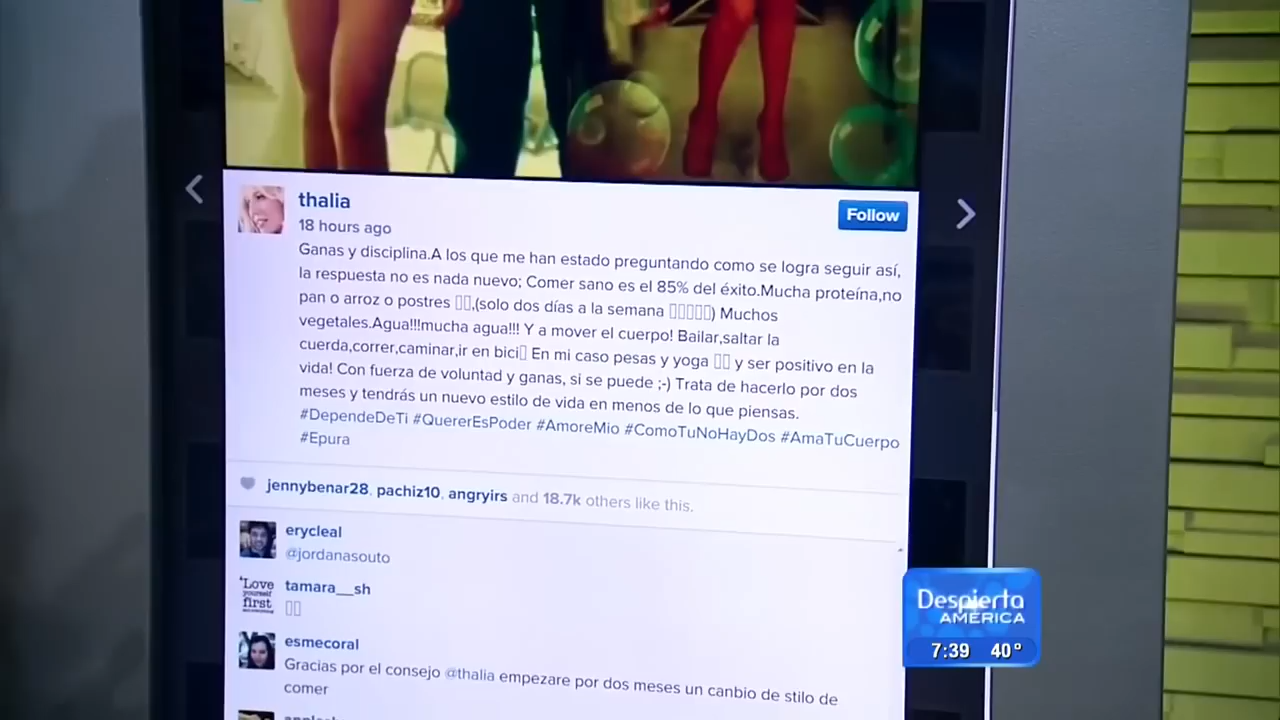 thalia
18 hours ago
Follow
Ganas y disciplina.A los que me han estado preguntando como se logra seguir así,
la respuesta no es nada nuevo; Comer sano es el 85% del éxito.Mucha proteína,no
pan o arroz o postres ▯▯,(solo dos días a la semana ▯▯▯▯▯) Muchos
vegetales.Agua!!!mucha agua!!! Y a mover el cuerpo! Bailar,saltar la
cuerda,correr,caminar,ir en bici▯ En mi caso pesas y yoga ▯▯ y ser positivo en la
vida! Con fuerza de voluntad y ganas, si se puede ;-) Trata de hacerlo por dos
meses y tendrás un nuevo estilo de vida en menos de lo que piensas.
#DependeDeTi #QuererEsPoder #AmoreMio #ComoTuNoHayDos #AmaTuCuerpo
#Epura
jennybenar28, pachiz10, angryirs and 18.7k others like this.
erycleal
@jordanasouto
"Love
yourself
first
tamara__sh
▯▯
esmecoral
Gracias por el consejo @thalia empezare por dos meses un canbio de stilo de
comer
Despierta
AMÉRICA
7:39 40°